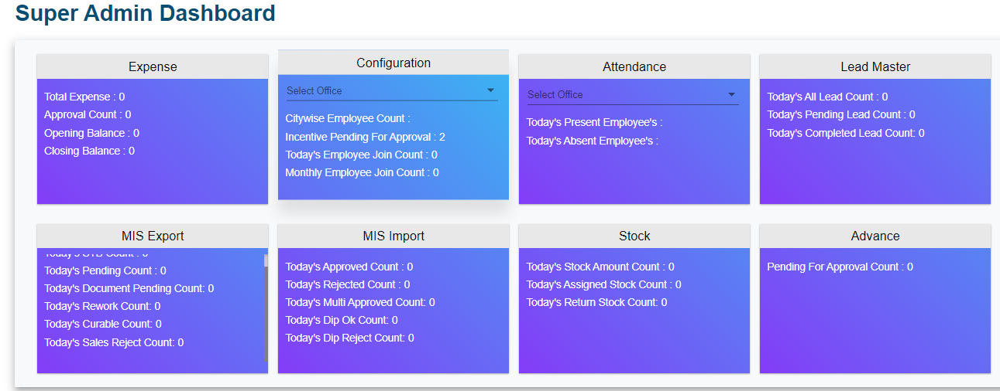 Super Admin Dashboard
Expense
Total Expense : 0
Approval Count : 0
Opening Balance : 0
Closing Balance : 0
Configuration
Select Office
Citywise Employee Count :
Incentive Pending For Approval : 2
Today's Employee Join Count : 0
Monthly Employee Join Count : 0
Attendance
Select Office
Today's Present Employee's :
Today's Absent Employee's :
Lead Master
Today's All Lead Count : 0
Today's Pending Lead Count : 0
Today's Completed Lead Count: 0
MIS Export
Today's Count : 0
Today's Pending Count : 0
Today's Document Pending Count: 0
Today's Rework Count: 0
Today's Curable Count: 0
Today's Sales Reject Count: 0
MIS Import
Today's Approved Count : 0
Today's Rejected Count : 0
Today's Multi Approved Count: 0
Today's Dip Ok Count: 0
Today's Dip Reject Count: 0
Stock
Today's Stock Amount Count : 0
Today's Assigned Stock Count : 0
Today's Return Stock Count: 0
Advance
Pending For Approval Count : 0